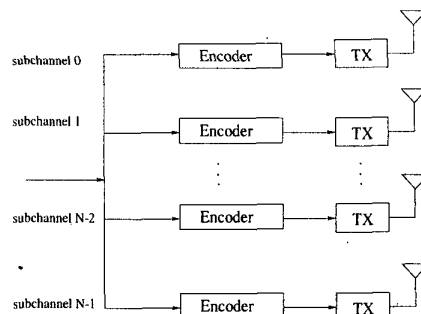 subchannel 0
Encoder
TX
subchannel 1
Encoder
TX
subchannel N-2
Encoder
TX
subchannel N-1
Encoder
TX